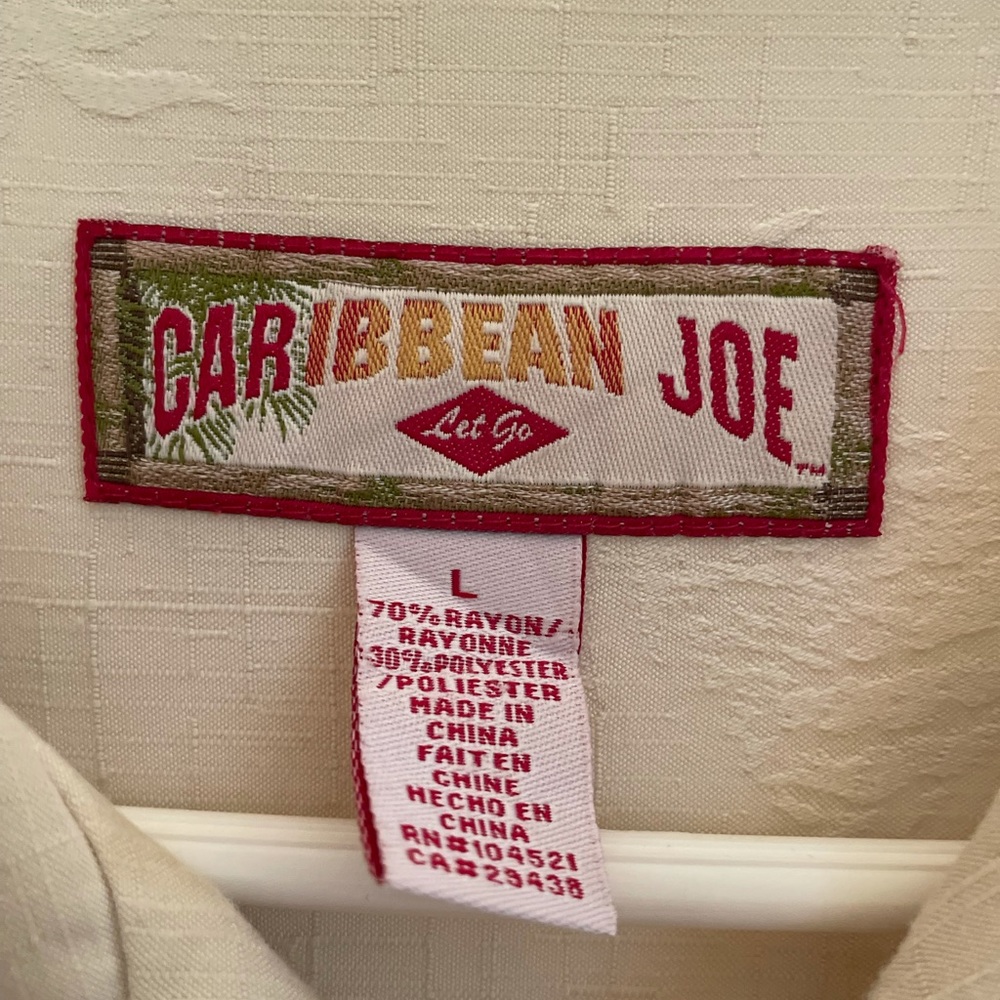 CARIBBEAN JOE
Let Go
TM
L
70%RAYON/
RAYONNE
30%POLYESTER
/POLIESTER
MADE IN
CHINA
FAIT EN
CHINE
HECHO EN
CHINA
RN#104521
CA#29438